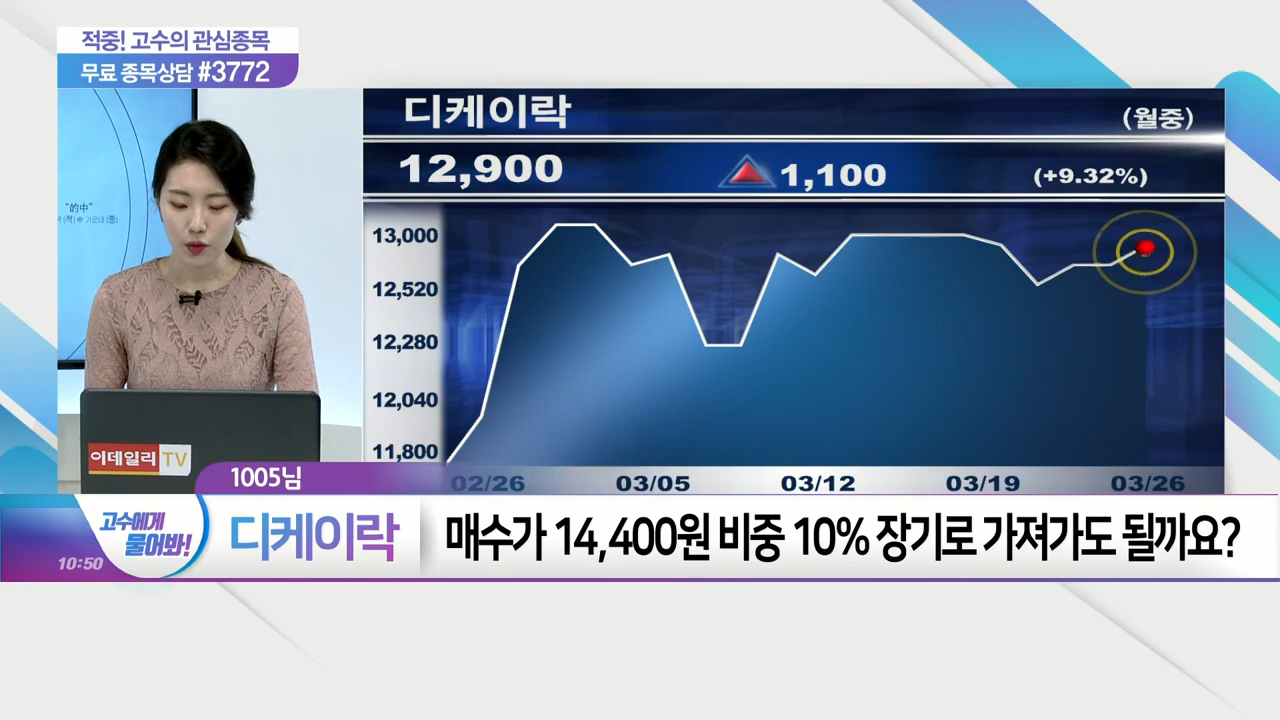 적중! 고수의 관심종목
무료 종목상담 #3772
"的中"
디케이락
(월중)
12,900
1,100
(+9.32%)
13,000
12,520
12,280
12,040
11,800
02/26
03/05
03/12
03/19
03/26
이데일리 TV
1005님
고수에게
물어봐!
10:50
디케이락
매수가 14,400원 비중 10% 장기로 가져가도 될까요?